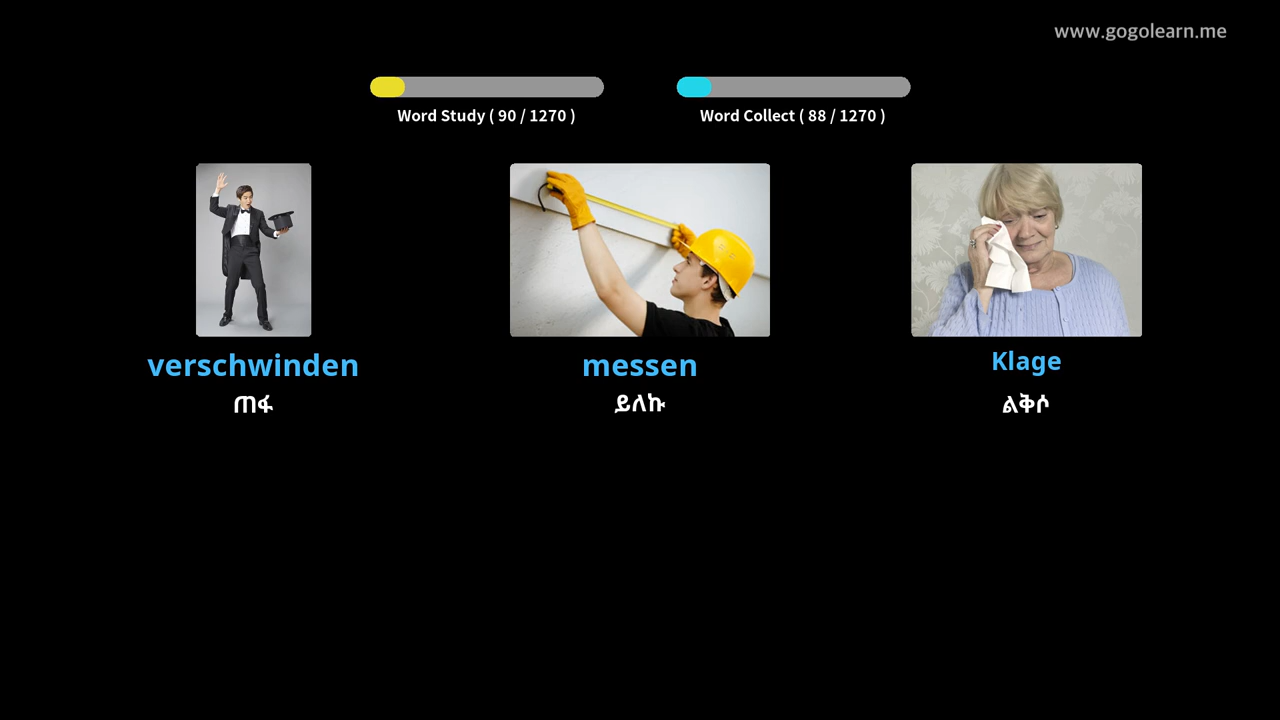 www.gogolearn.me
Word Study ( 90 / 1270 )
Word Collect ( 88 / 1270 )
verschwinden
messen
Klage
ጠፋ
ይለኩ
ልቅሶ